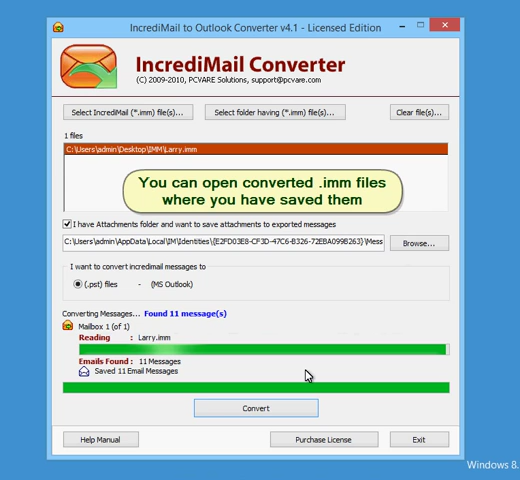 IncrediMail to Outlook Converter v4.1 - Licensed Edition
IncrediMail Converter
(C) 2009-2010, PCVARE Solutions, support@pcvare.com
Select IncrediMail (*.imm) file(s)...
Select folder having (*.imm) file(s)...
Clear file(s)...
1 files
C:\Users\admin\Desktop\IMM\Larry.imm
You can open converted .imm files
where you have saved them
I have Attachments folder and want to save attachments to exported messages
C:\Users\admin\AppData\Local\IM\Identities\{E2FD03E8-CF3D-47C6-B326-72EBA099B263}\Mess
Browse...
I want to convert incredimail messages to
(.pst) files - (MS Outlook)
Converting Messages... Found 11 message(s)
Mailbox 1 (of 1)
Reading : Larry.imm
Emails Found : 11 Messages
Saved 11 Email Messages
Convert
Help Manual
Purchase License
Exit
Windows 8.